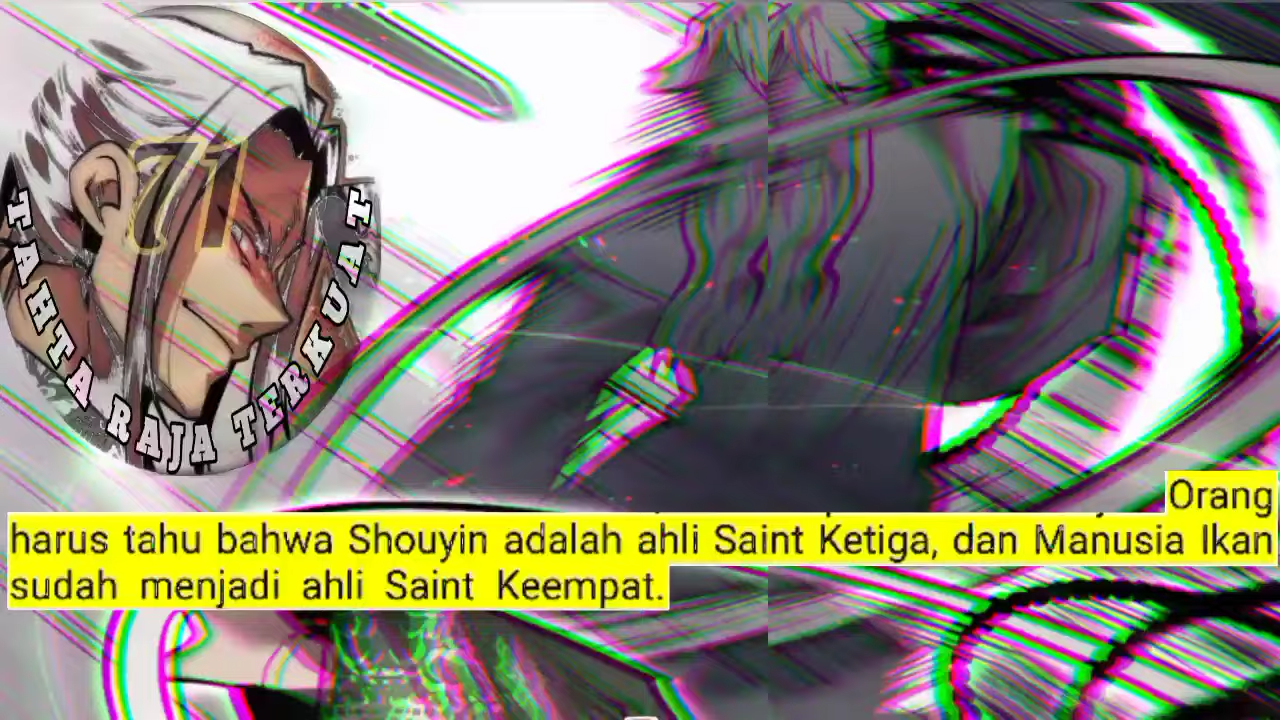 71
TAHTA RAJA TERKUAT
Orang
harus tahu bahwa Shouyin adalah ahli Saint Ketiga, dan Manusia Ikan
sudah menjadi ahli Saint Keempat.